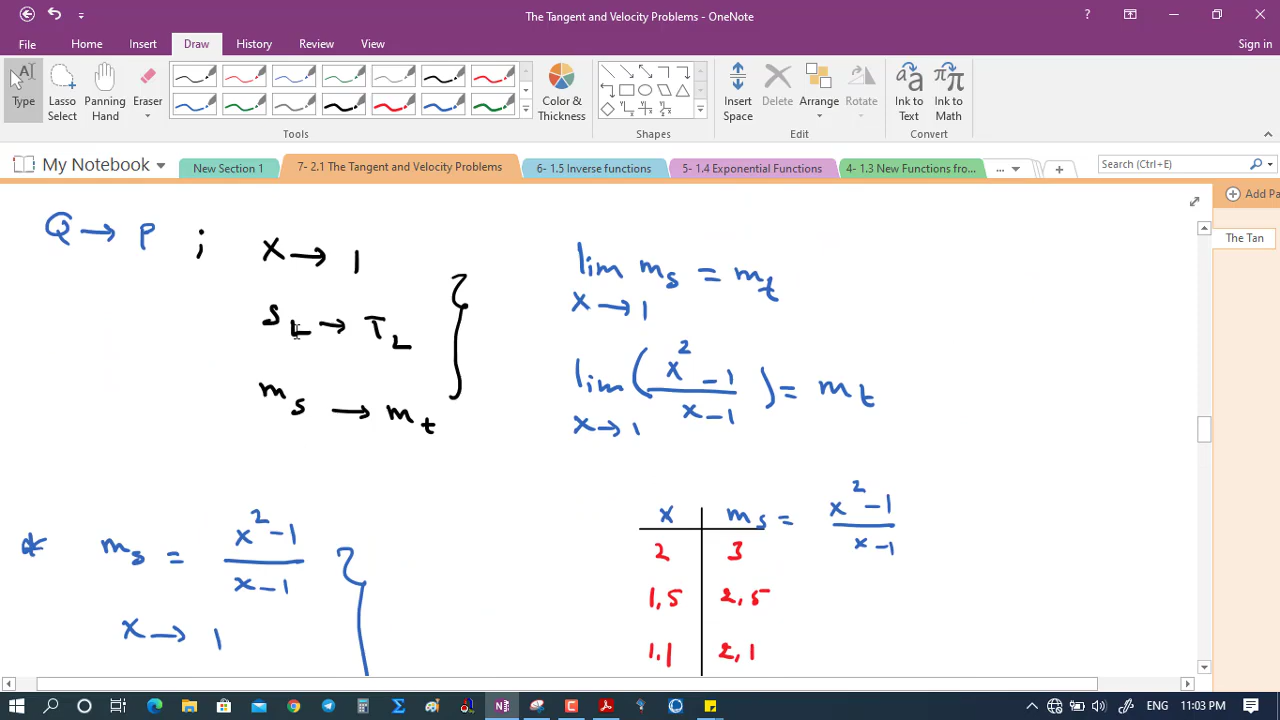 The Tangent and Velocity Problems - OneNote
File Home Insert Draw History Review View Sign in
Type Lasso Select Panning Hand Eraser Color & Thickness Insert Space Delete Arrange Rotate Ink to Text Ink to Math
Tools Shapes Edit Convert
My Notebook New Section 1 7- 2.1 The Tangent and Velocity Problems 6- 1.5 Inverse functions 5- 1.4 Exponential Functions 4- 1.3 New Functions fro... ... Search (Ctrl+E)
Add Pa
The Tan
Q → P ; X → 1
S_L → T_L
m_s → m_t }
lim m_s = m_t
X → 1
lim (x^2 - 1 / x - 1) = m_t
X → 1
* m_s = x^2 - 1 / x - 1
x → 1
x | m_s = x^2 - 1 / x - 1
2 | 3
1,5 | 2,5
1,1 | 2,1
ENG 11:03 PM